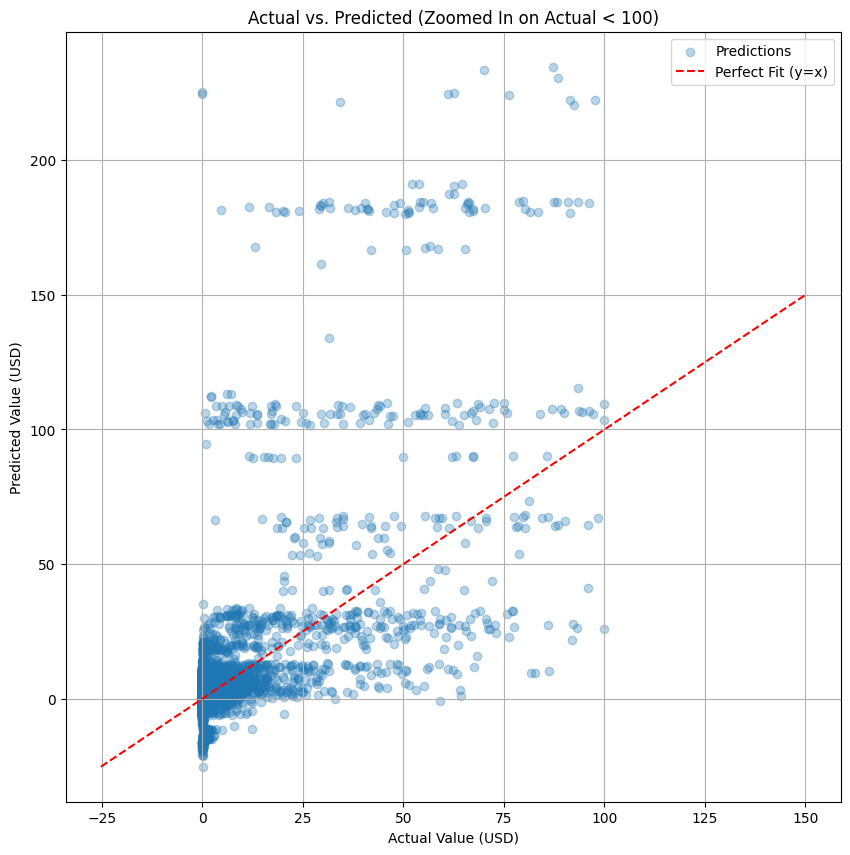 Actual vs. Predicted (Zoomed In on Actual < 100)
Predictions
Perfect Fit (y=x)
Predicted Value (USD)
200
150
100
50
0
−25
0
25
50
75
100
125
150
Actual Value (USD)